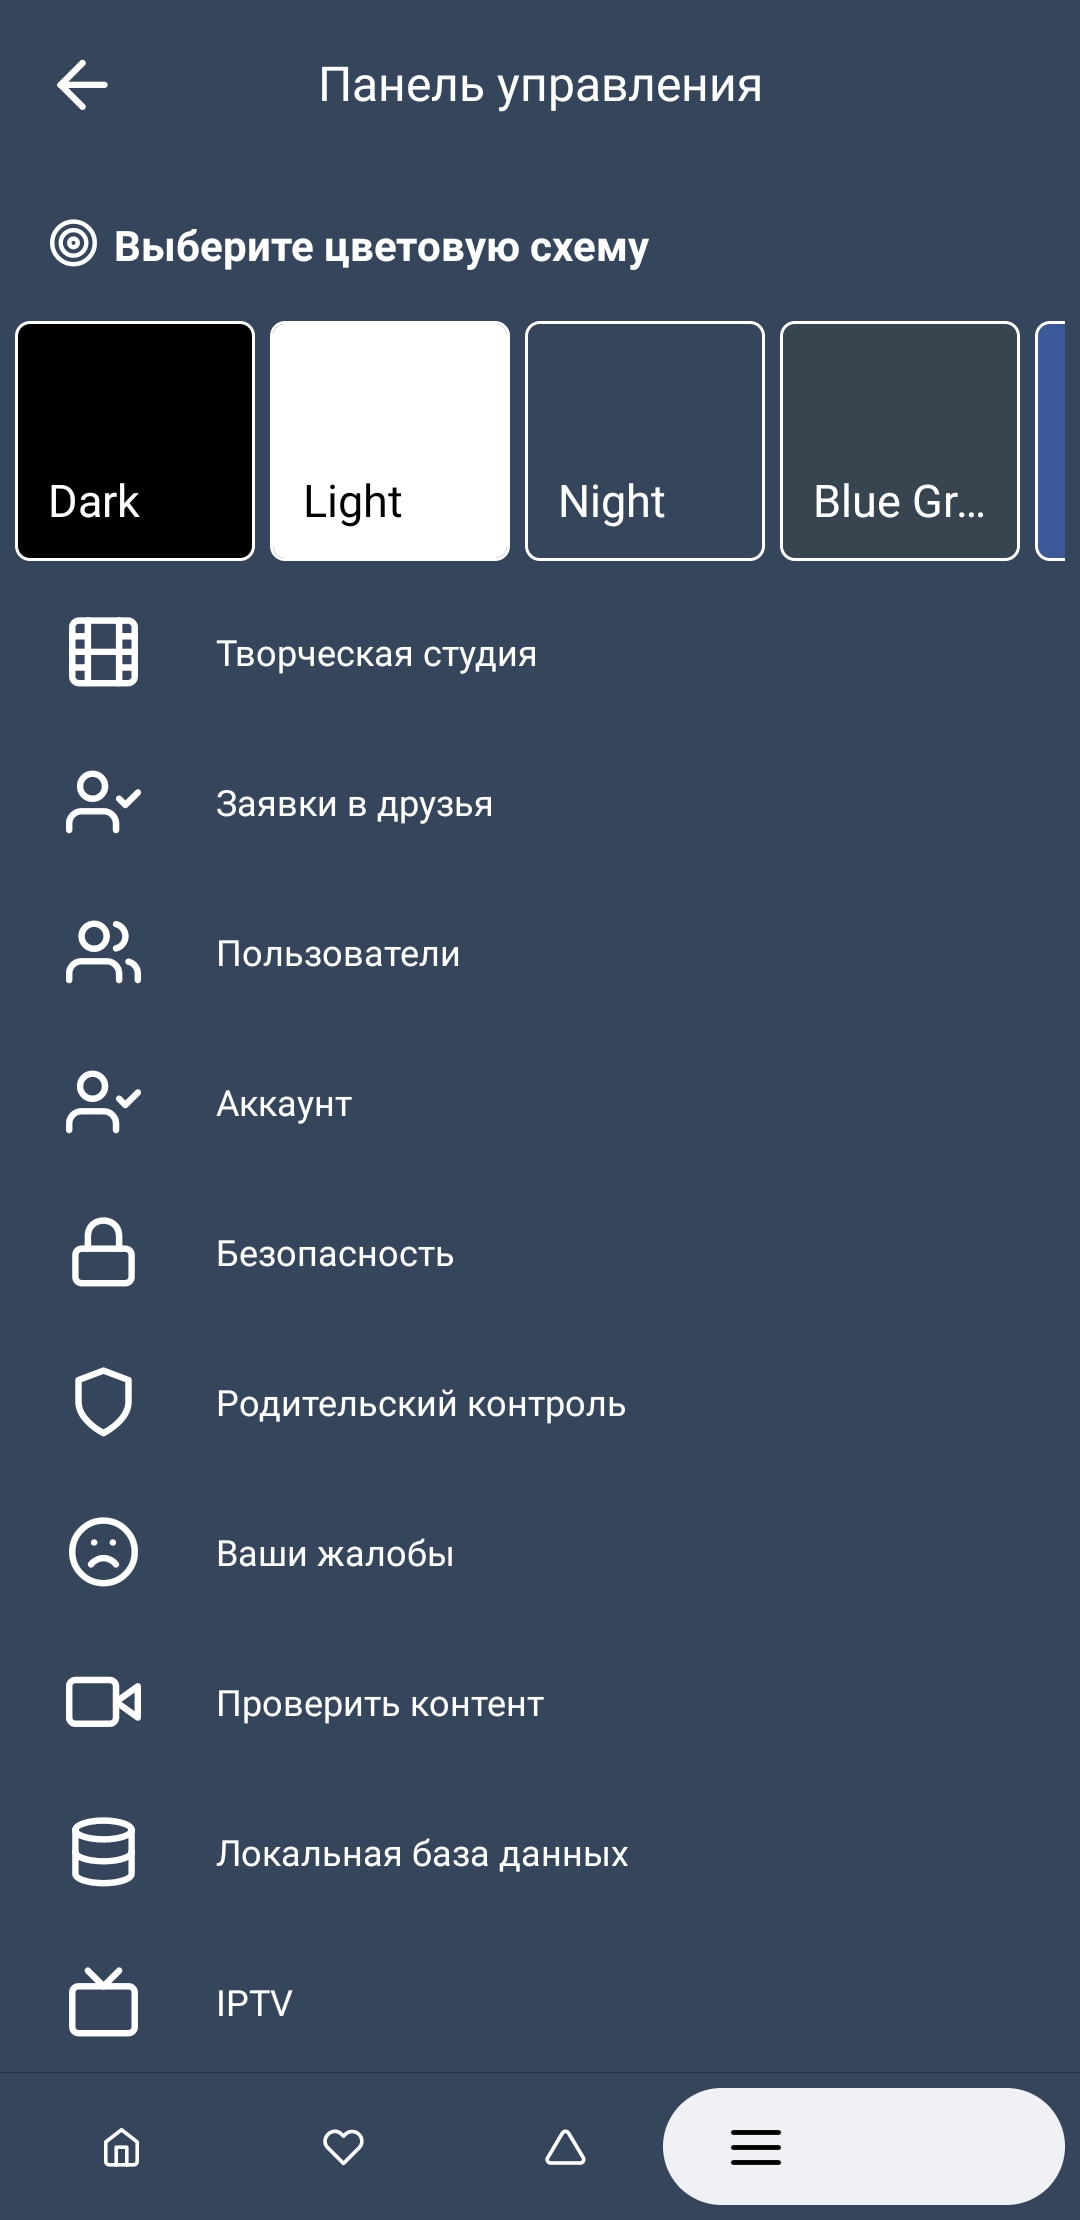 Панель управления
Выберите цветовую схему
Dark
Light
Night
Blue Gr...
Творческая студия
Заявки в друзья
Пользователи
Аккаунт
Безопасность
Родительский контроль
Ваши жалобы
Проверить контент
Локальная база данных
IPTV